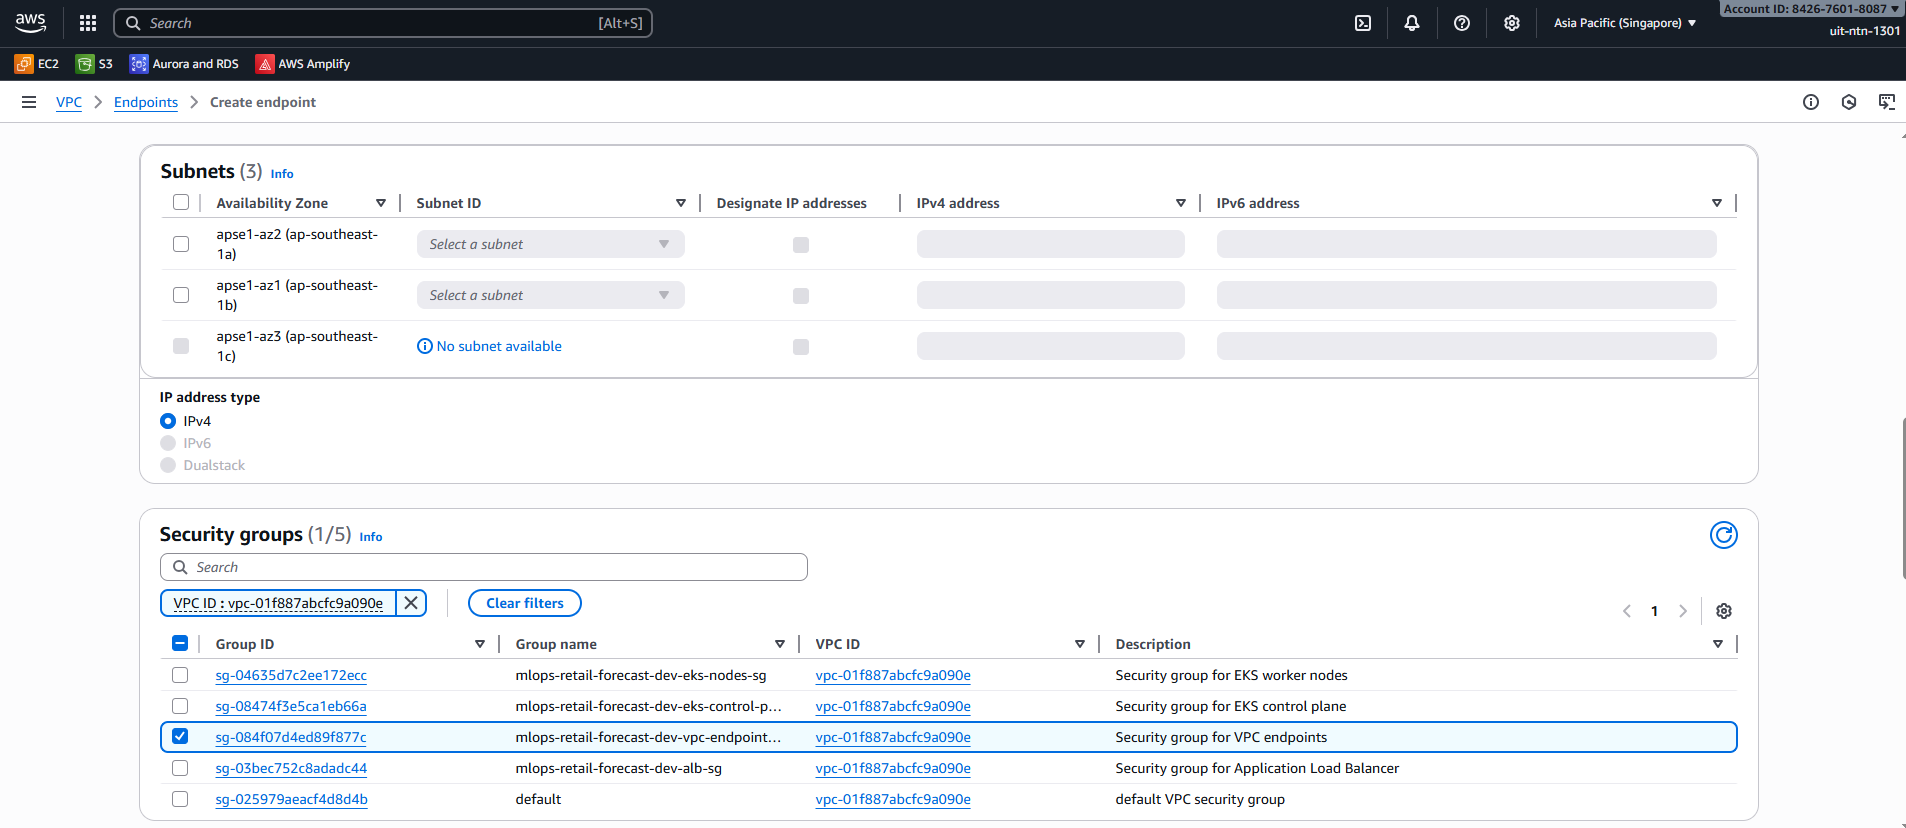 aws
Search
[Alt+S]
Asia Pacific (Singapore)
Account ID: 8426-7601-8087
uit-ntn-1301
EC2
S3
Aurora and RDS
AWS Amplify
VPC
Endpoints
Create endpoint
Subnets (3) Info
Availability Zone
Subnet ID
Designate IP addresses
IPv4 address
IPv6 address
apse1-az2 (ap-southeast-
1a)
Select a subnet
apse1-az1 (ap-southeast-
1b)
Select a subnet
apse1-az3 (ap-southeast-
1c)
No subnet available
IP address type
IPv4
IPv6
Dualstack
Security groups (1/5) Info
Search
VPC ID : vpc-01f887abcfc9a090e
Clear filters
1
Group ID
Group name
VPC ID
Description
sg-04635d7c2ee172ecc
mlops-retail-forecast-dev-eks-nodes-sg
vpc-01f887abcfc9a090e
Security group for EKS worker nodes
sg-08474f3e5ca1eb66a
mlops-retail-forecast-dev-eks-control-p...
vpc-01f887abcfc9a090e
Security group for EKS control plane
sg-084f07d4ed89f877c
mlops-retail-forecast-dev-vpc-endpoint...
vpc-01f887abcfc9a090e
Security group for VPC endpoints
sg-03bec752c8adadc44
mlops-retail-forecast-dev-alb-sg
vpc-01f887abcfc9a090e
Security group for Application Load Balancer
sg-025979aeacf4d8d4b
default
vpc-01f887abcfc9a090e
default VPC security group